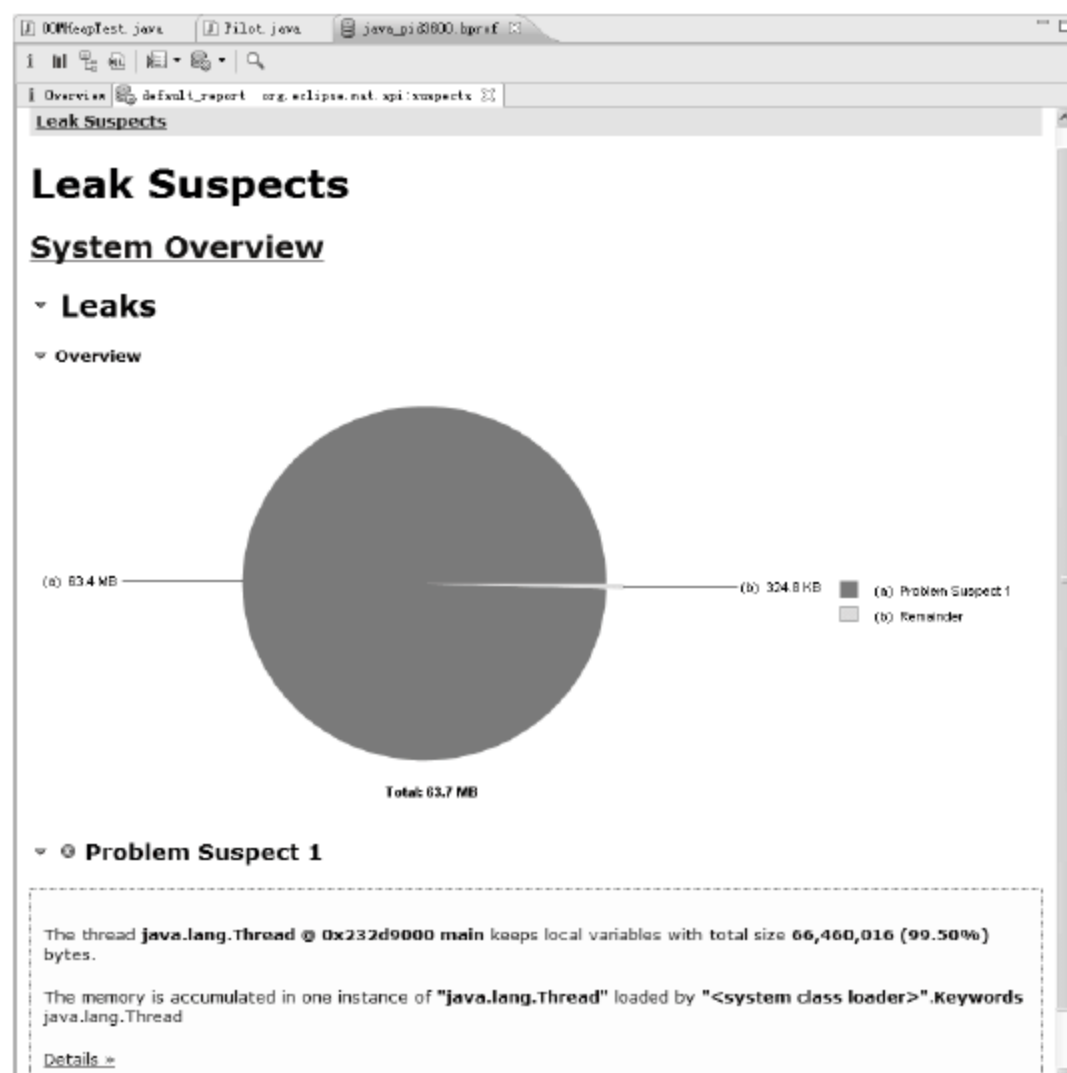 OOMHeapTest.java Pilot.java java_pid3600.hprof
i Overview default_report org.eclipse.mat.api:suspects
Leak Suspects
Leak Suspects
System Overview
Leaks
Overview
(a) 63.4 MB
(b) 324.8 KB
(a) Problem Suspect 1
(b) Remainder
Total: 63.7 MB
Problem Suspect 1
The thread java.lang.Thread @ 0x232d9000 main keeps local variables with total size 66,460,016 (99.50%)
bytes.
The memory is accumulated in one instance of "java.lang.Thread" loaded by "<system class loader>".Keywords
java.lang.Thread
Details »